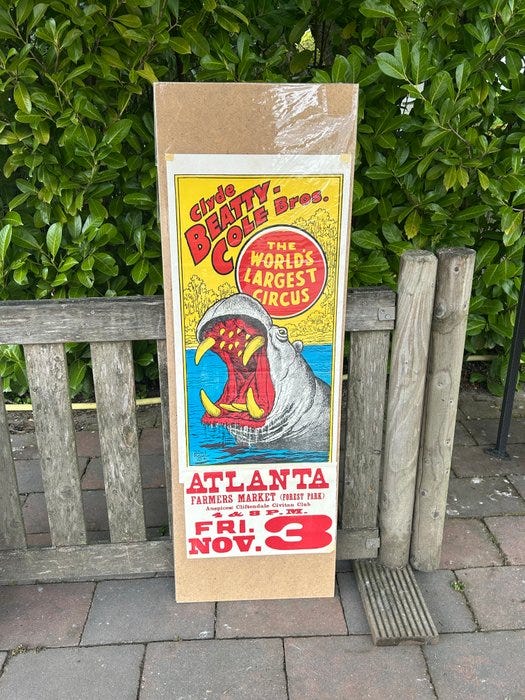 Clyde
BEATTY-
COLE Bros.
THE
WORLD'S
LARGEST
CIRCUS
ATLANTA
FARMERS MARKET (FOREST PARK)
Auspices: Cliftondale Civitan Club
4 & 8 P.M.
FRI.
NOV. 3